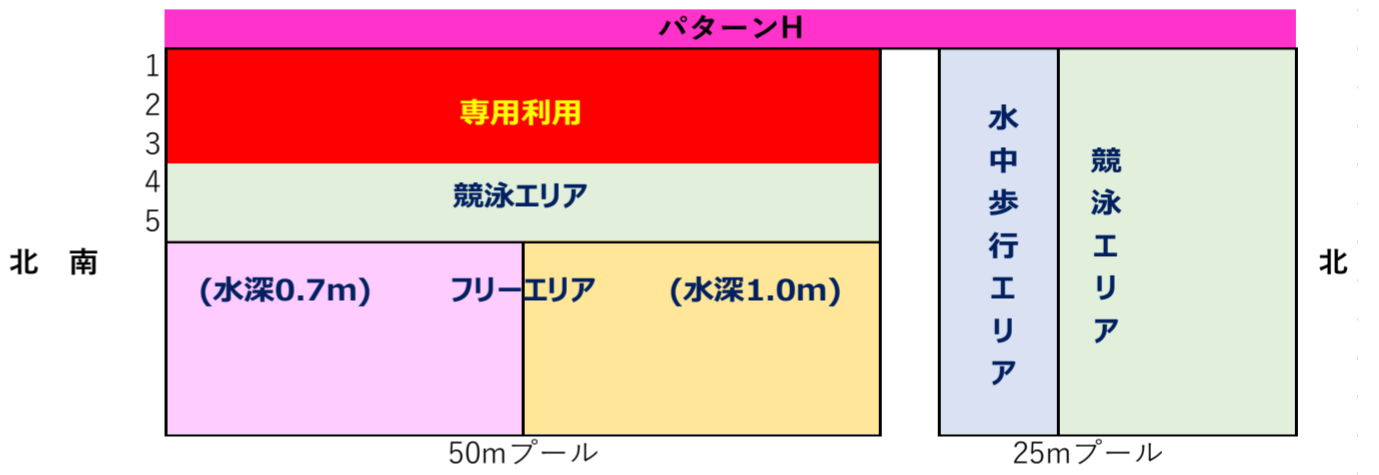 パターンH
1
2
3
4
5
専用利用
競泳エリア
北 南
(水深0.7m) フリーエリア (水深1.0m)
50mプール
水中歩行エリア
競泳エリア
北
25mプール